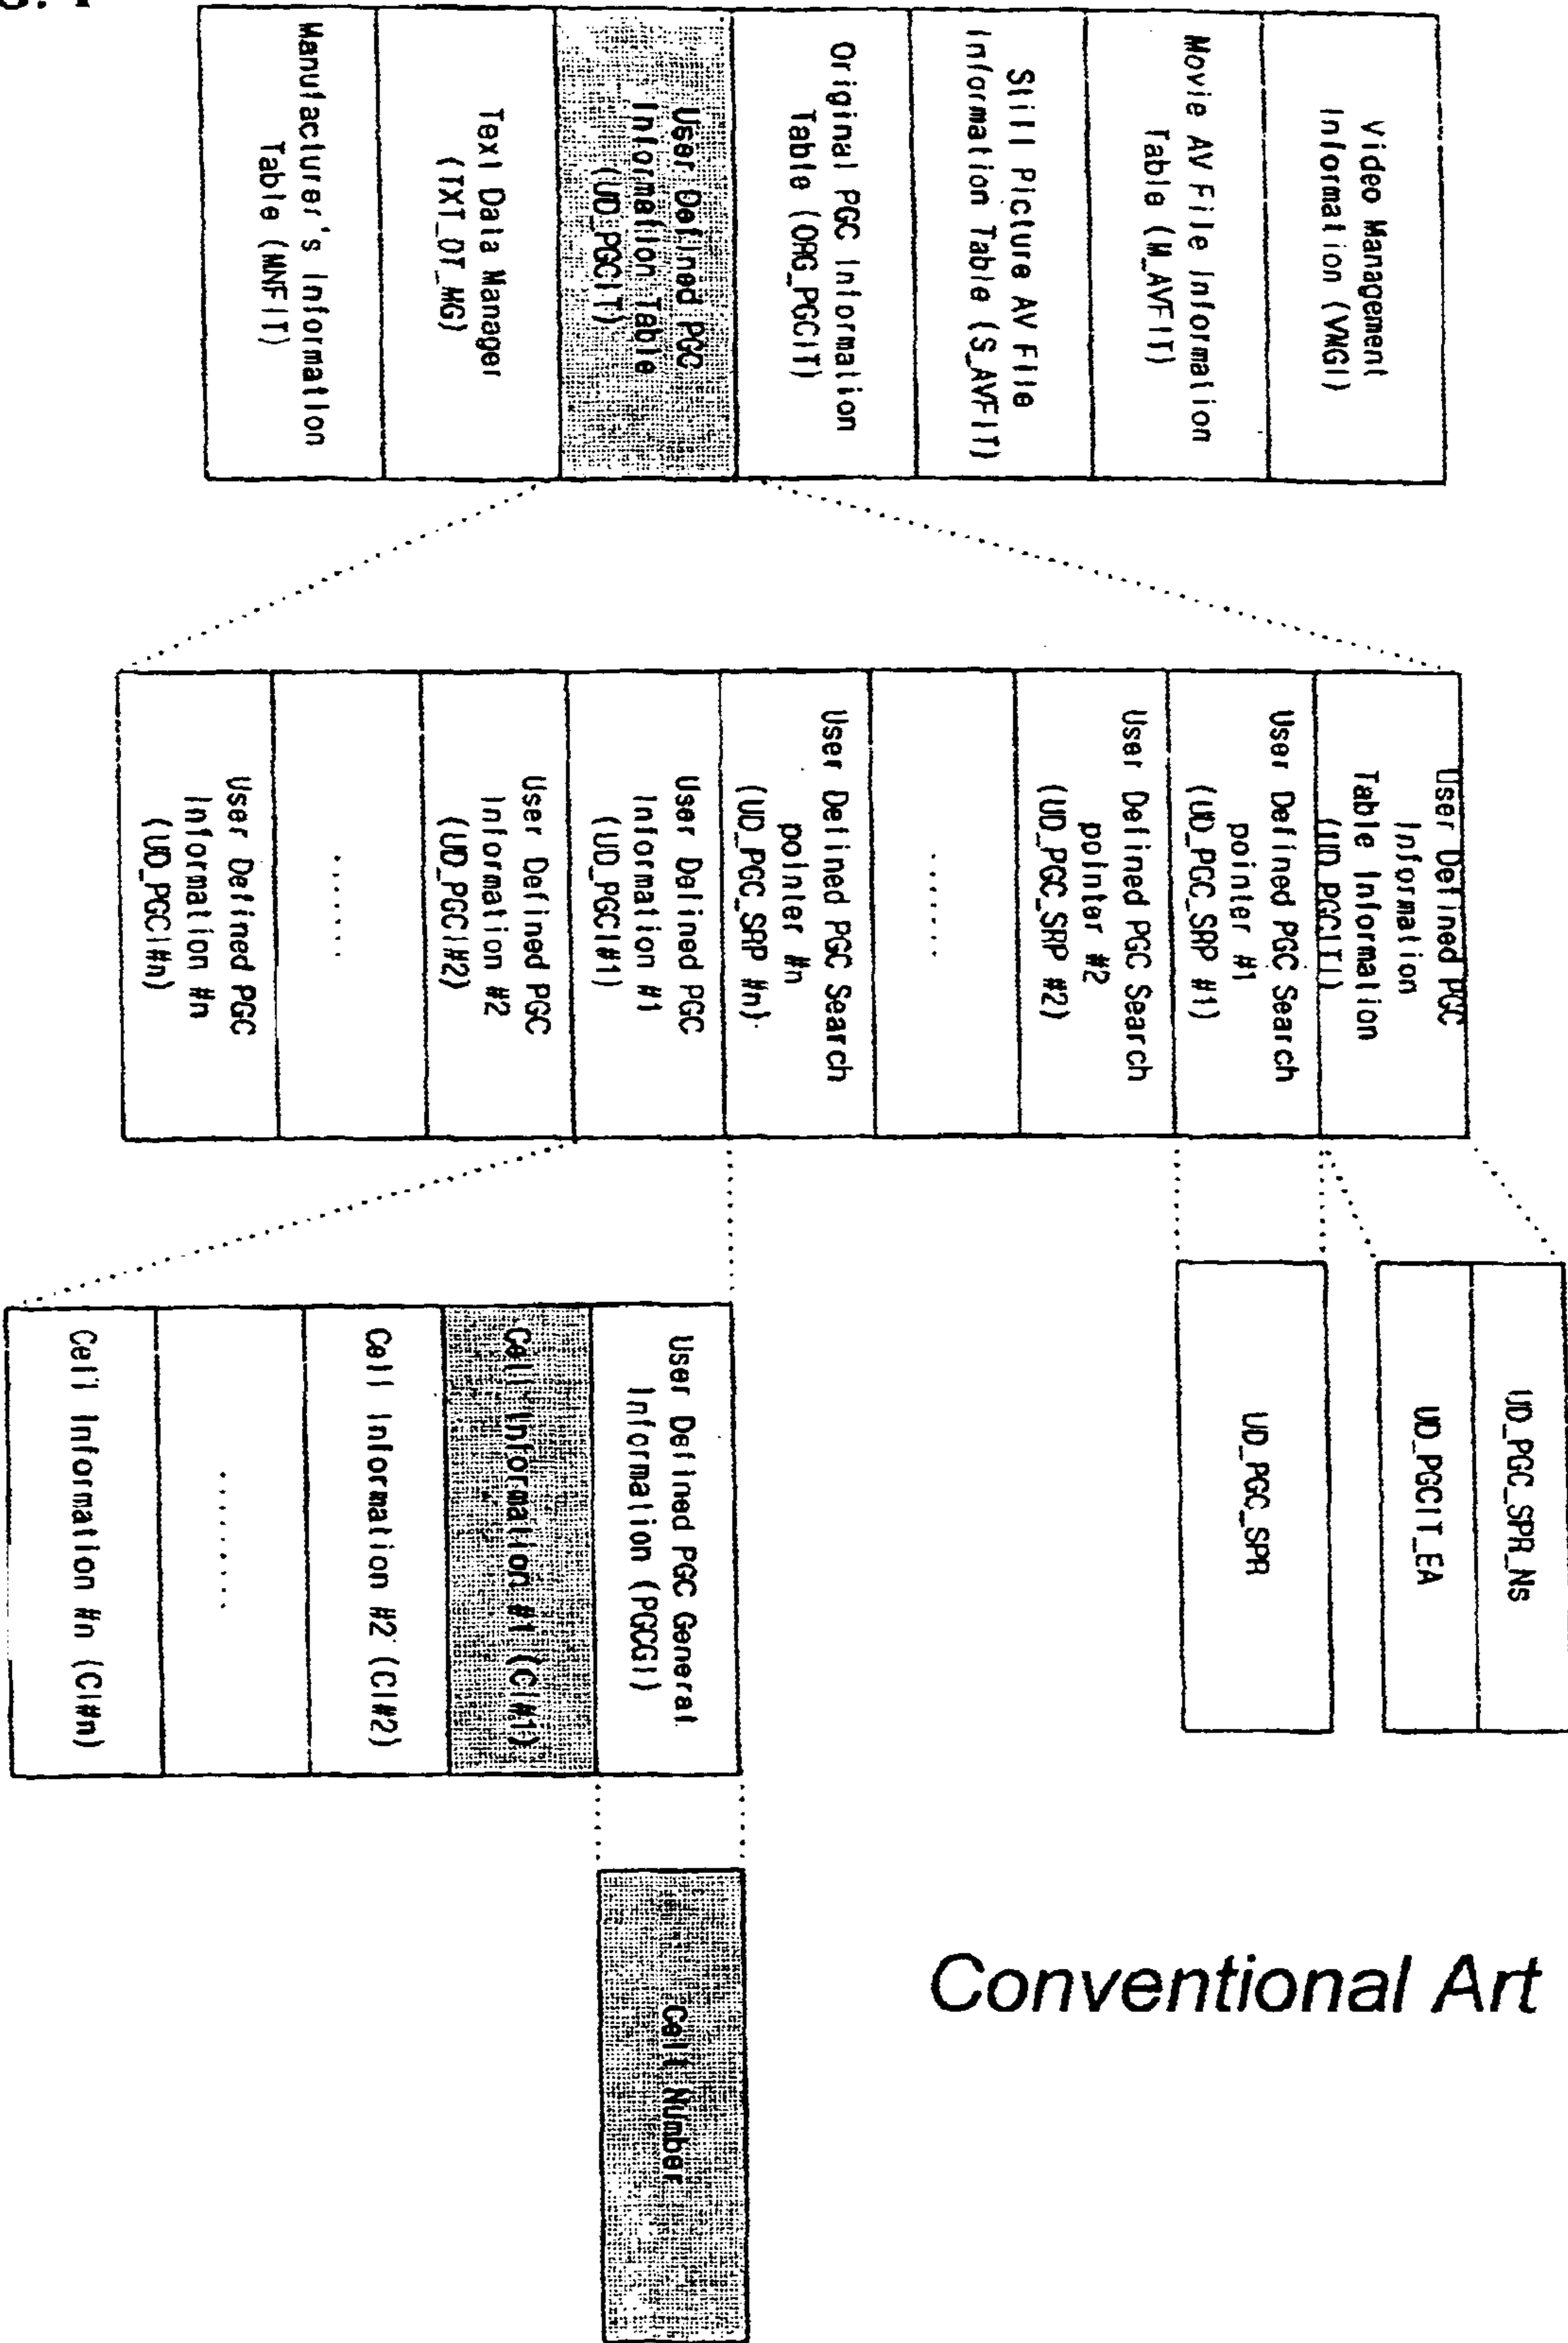 Video Management
Information (VMGI)
Movie AV File Information
Table (M_AVFIT)
Still Picture AV File
Information Table (S_AVFIT)
Original PGC Information
Table (ORG_PGCIT)
User Defined PGC
Information Table
(UD_PGCIT)
Text Data Manager
(TXT_DT_MG)
Manufacturer's Information
Table (MNFIT)
User Defined PGC
Information
Table Information
(UD_PGCITI)
User Defined PGC Search
pointer #1
(UD_PGC_SRP #1)
User Defined PGC Search
pointer #2
(UD_PGC_SRP #2)
......
User Defined PGC Search
pointer #n
(UD_PGC_SRP #n)
User Defined PGC
Information #1
(UD_PGCI#1)
User Defined PGC
Information #2
(UD_PGCI#2)
......
User Defined PGC
Information #n
(UD_PGCI#n)
UD_PGC_SPR_Ns
UD_PGCIT_EA
UD_PGC_SPR
User Defined PGC General
Information (PGCGI)
Cell Information #1 (CI#1)
Cell Information #2 (CI#2)
........
Cell Information #n (CI#n)
Cell Number
Conventional Art